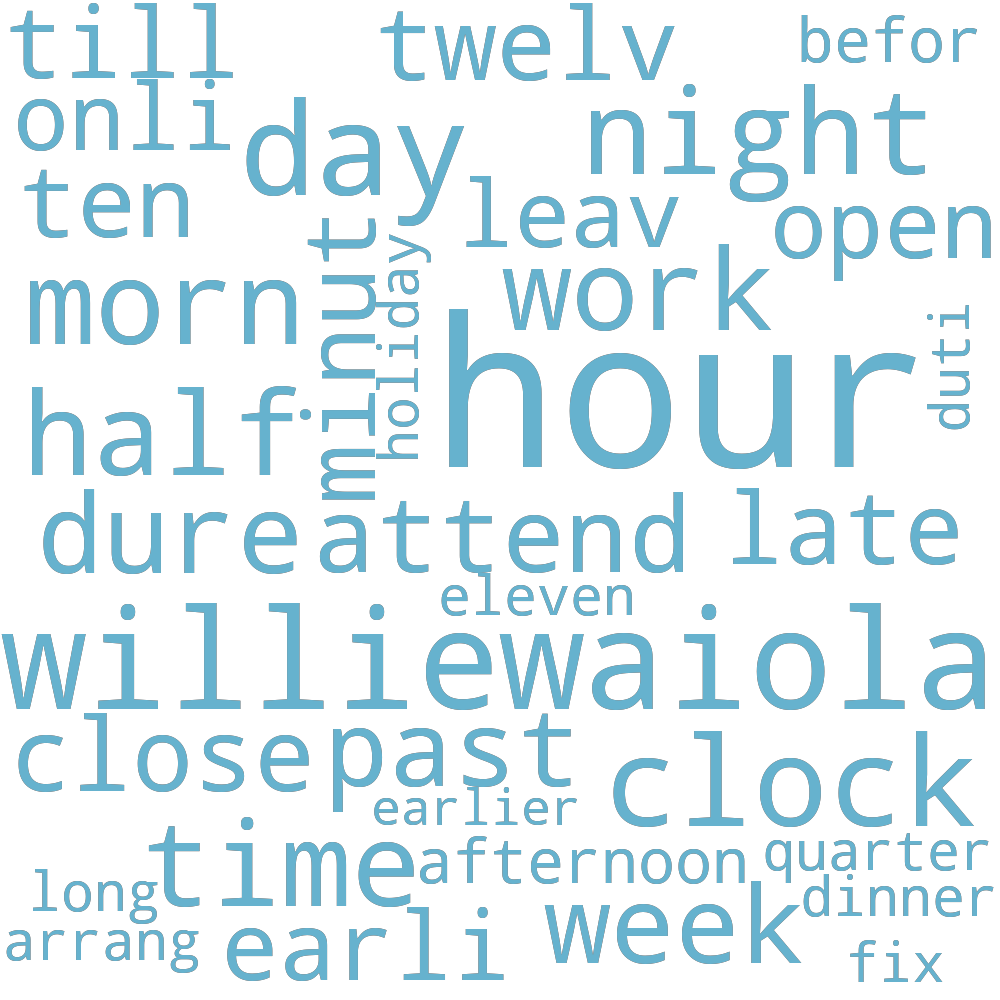 till
twelv
befor
onli
day
night
ten
leav
open
minut
holiday
morn
work
hour
duti
half
dure
attend
late
eleven
williewaiola
close
past
clock
earlier
time
afternoon
quarter
long
dinner
arrang
earli
week
fix